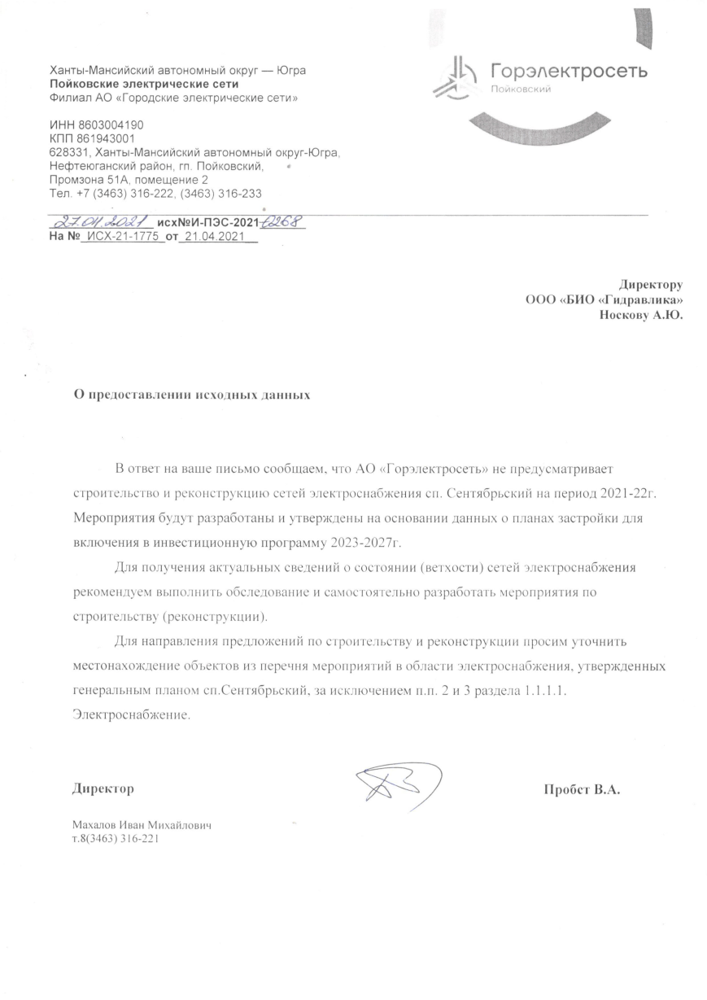 Ханты-Мансийский автономный округ — Югра
Пойковские электрические сети
Филиал АО «Городские электрические сети»
Горэлектросеть
Пойковский
ИНН 8603004190
КПП 861943001
628331, Ханты-Мансийский автономный округ-Югра,
Нефтеюганский район, гп. Пойковский,
Промзона 51А, помещение 2
Тел. +7 (3463) 316-222, (3463) 316-233
27.04.2021 исх№И-ПЭС-2021-0268
На № ИСХ-21-1775 от 21.04.2021
Директору
ООО «БИО «Гидравлика»
Носкову А.Ю.
О предоставлении исходных данных
В ответ на ваше письмо сообщаем, что АО «Горэлектросеть» не предусматривает
строительство и реконструкцию сетей электроснабжения сп. Сентябрьский на период 2021-22г.
Мероприятия будут разработаны и утверждены на основании данных о планах застройки для
включения в инвестиционную программу 2023-2027г.
Для получения актуальных сведений о состоянии (ветхости) сетей электроснабжения
рекомендуем выполнить обследование и самостоятельно разработать мероприятия по
строительству (реконструкции).
Для направления предложений по строительству и реконструкции просим уточнить
местонахождение объектов из перечня мероприятий в области электроснабжения, утвержденных
генеральным планом сп.Сентябрьский, за исключением п.п. 2 и 3 раздела 1.1.1.1.
Электроснабжение.
Директор
Пробст В.А.
Махалов Иван Михайлович
т.8(3463) 316-221